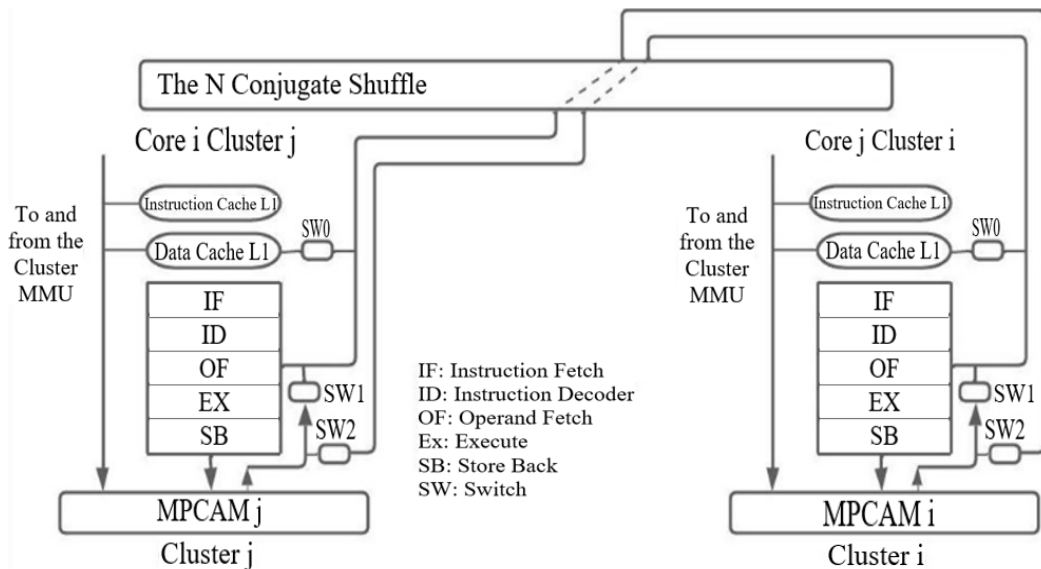 The N Conjugate Shuffle
Core i Cluster j
Instruction Cache L1
SW0
Data Cache L1
To and
from the
Cluster
MMU
IF
ID
OF
EX
SB
SW1
SW2
MPCAM j
Cluster j
IF: Instruction Fetch
ID: Instruction Decoder
OF: Operand Fetch
Ex: Execute
SB: Store Back
SW: Switch
Core j Cluster i
Instruction Cache L1
SW0
Data Cache L1
To and
from the
Cluster
MMU
IF
ID
OF
EX
SB
SW1
SW2
MPCAM i
Cluster i